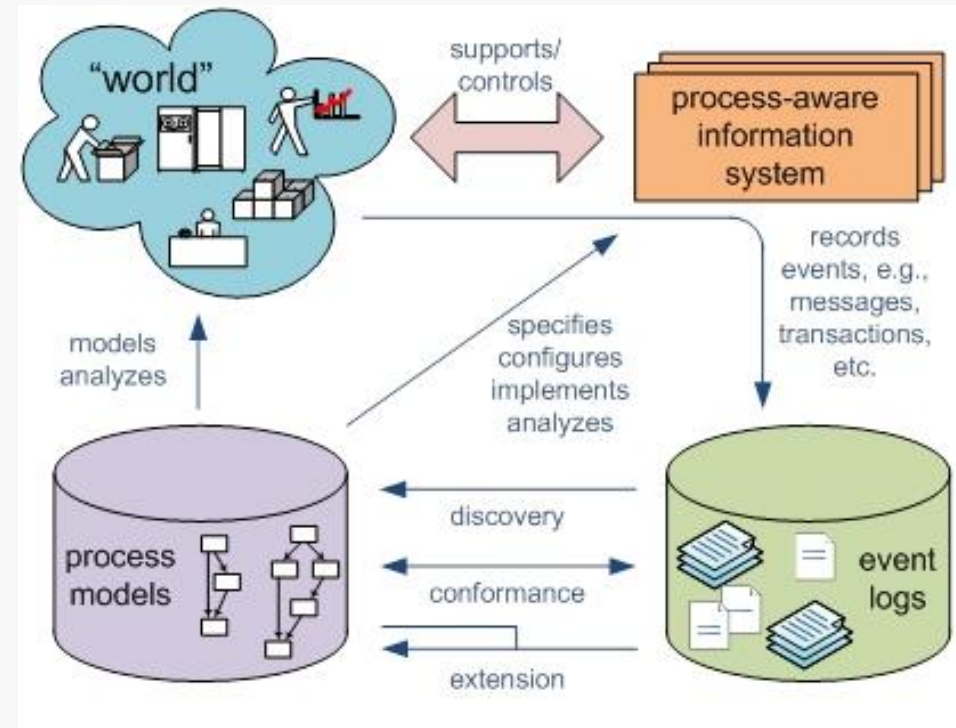 “world”
supports/
controls
process-aware
information
system
records
events, e.g.,
messages,
transactions,
etc.
models
analyzes
specifies
configures
implements
analyzes
discovery
process
models
conformance
event
logs
extension